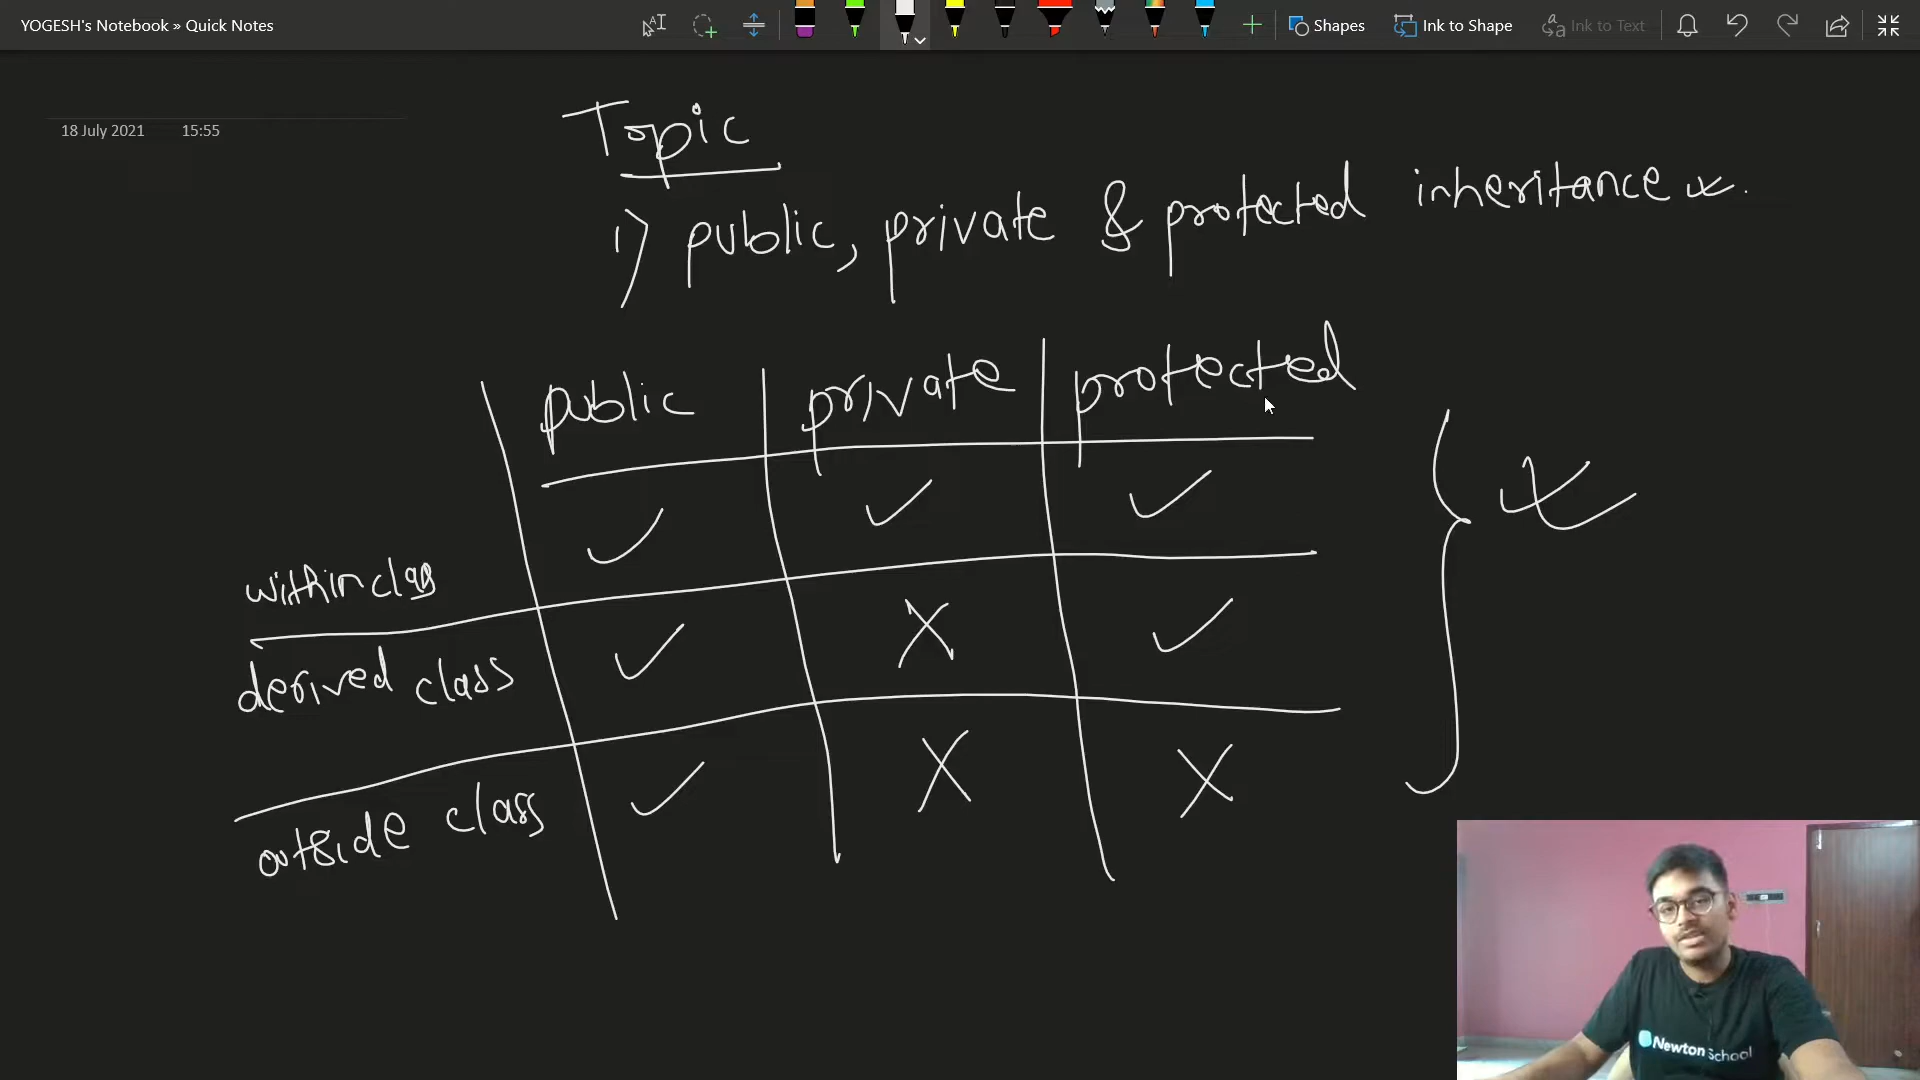 YOGESH's Notebook » Quick Notes
Shapes
Ink to Shape
Ink to Text
18 July 2021 15:55
Topic
1) public, private & protected inheritance
public private protected
within class
derived class
outside class
Newton School